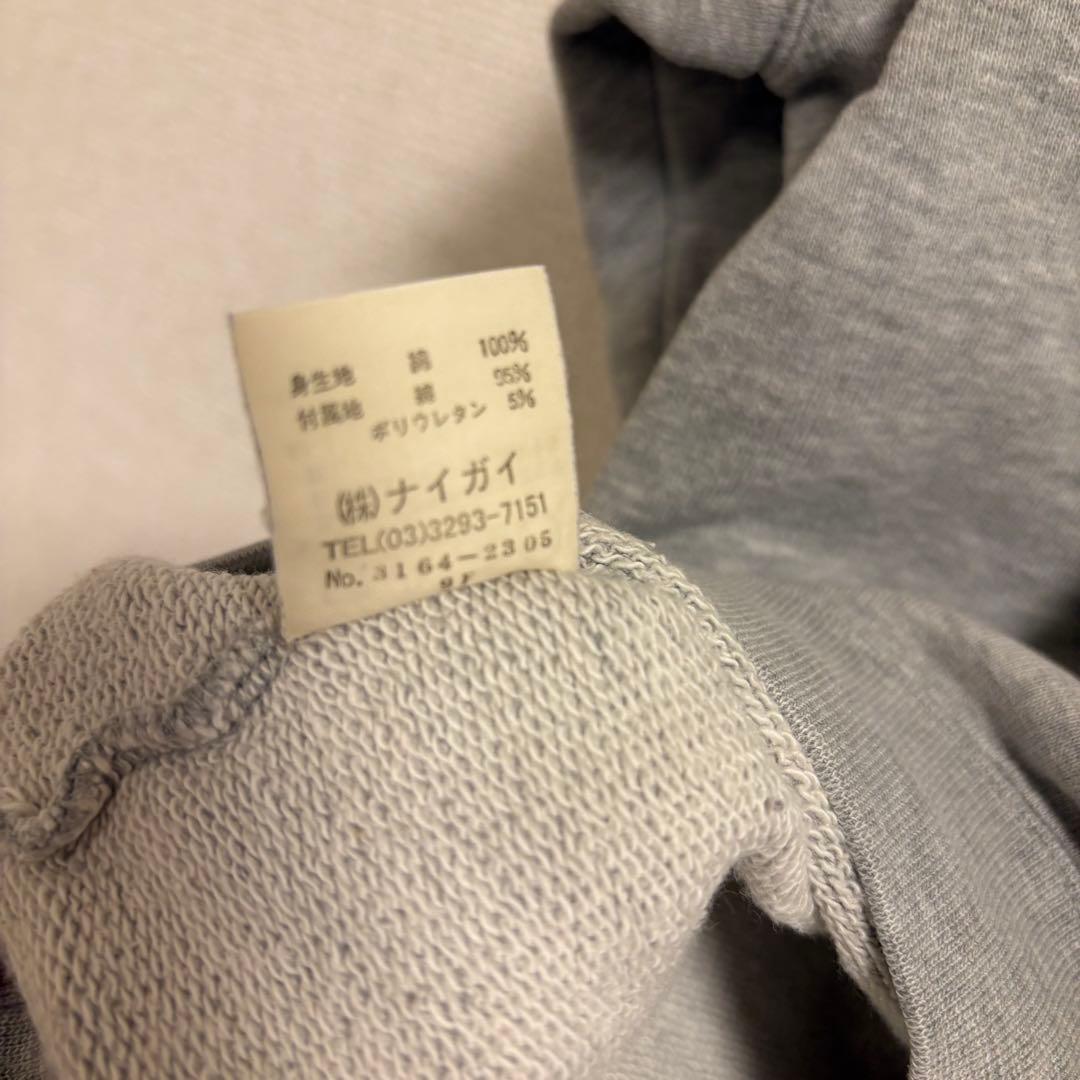 身生地 綿 100%
付属地 綿 95%
ポリウレタン 5%
(株)ナイガイ
TEL(03)3293-7151
No. 3164-2305